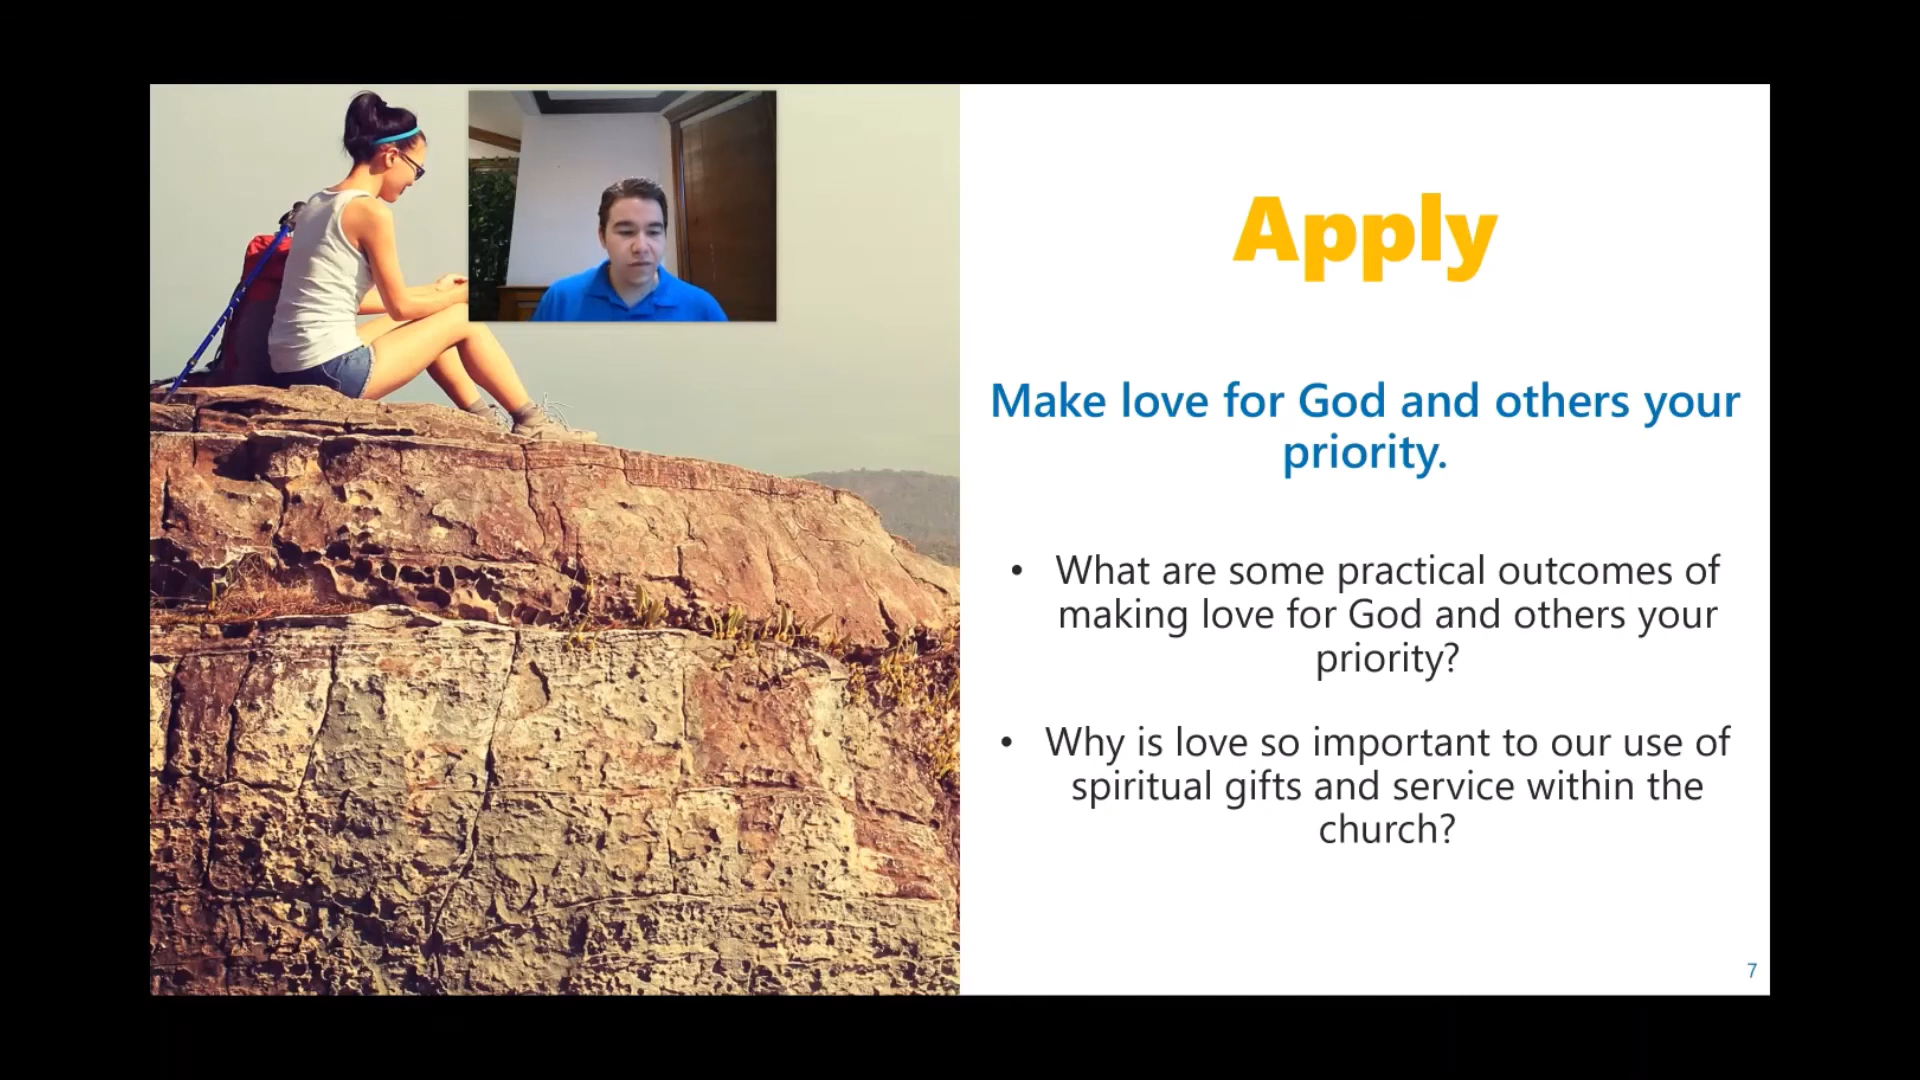 Apply
Make love for God and others your
priority.
• What are some practical outcomes of
making love for God and others your
priority?
• Why is love so important to our use of
spiritual gifts and service within the
church?
7